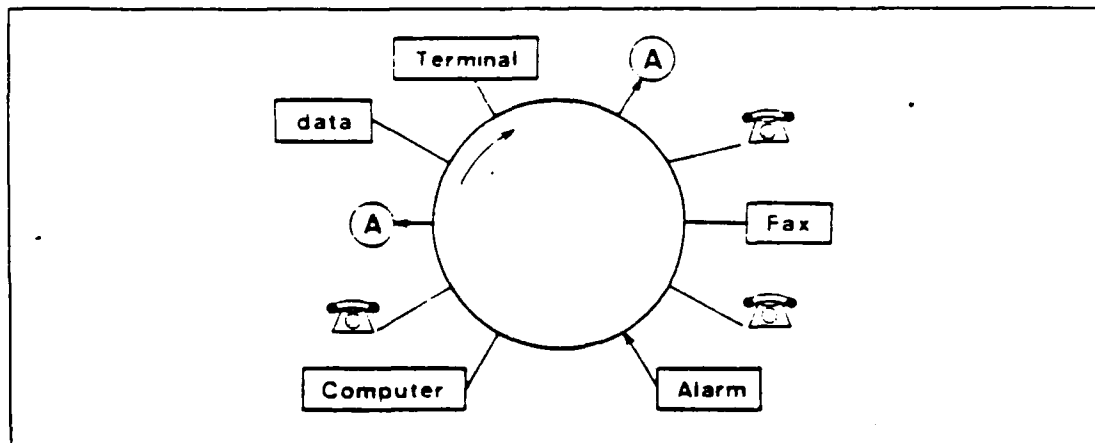 Terminal
A
data
A
Fax
Computer
Alarm